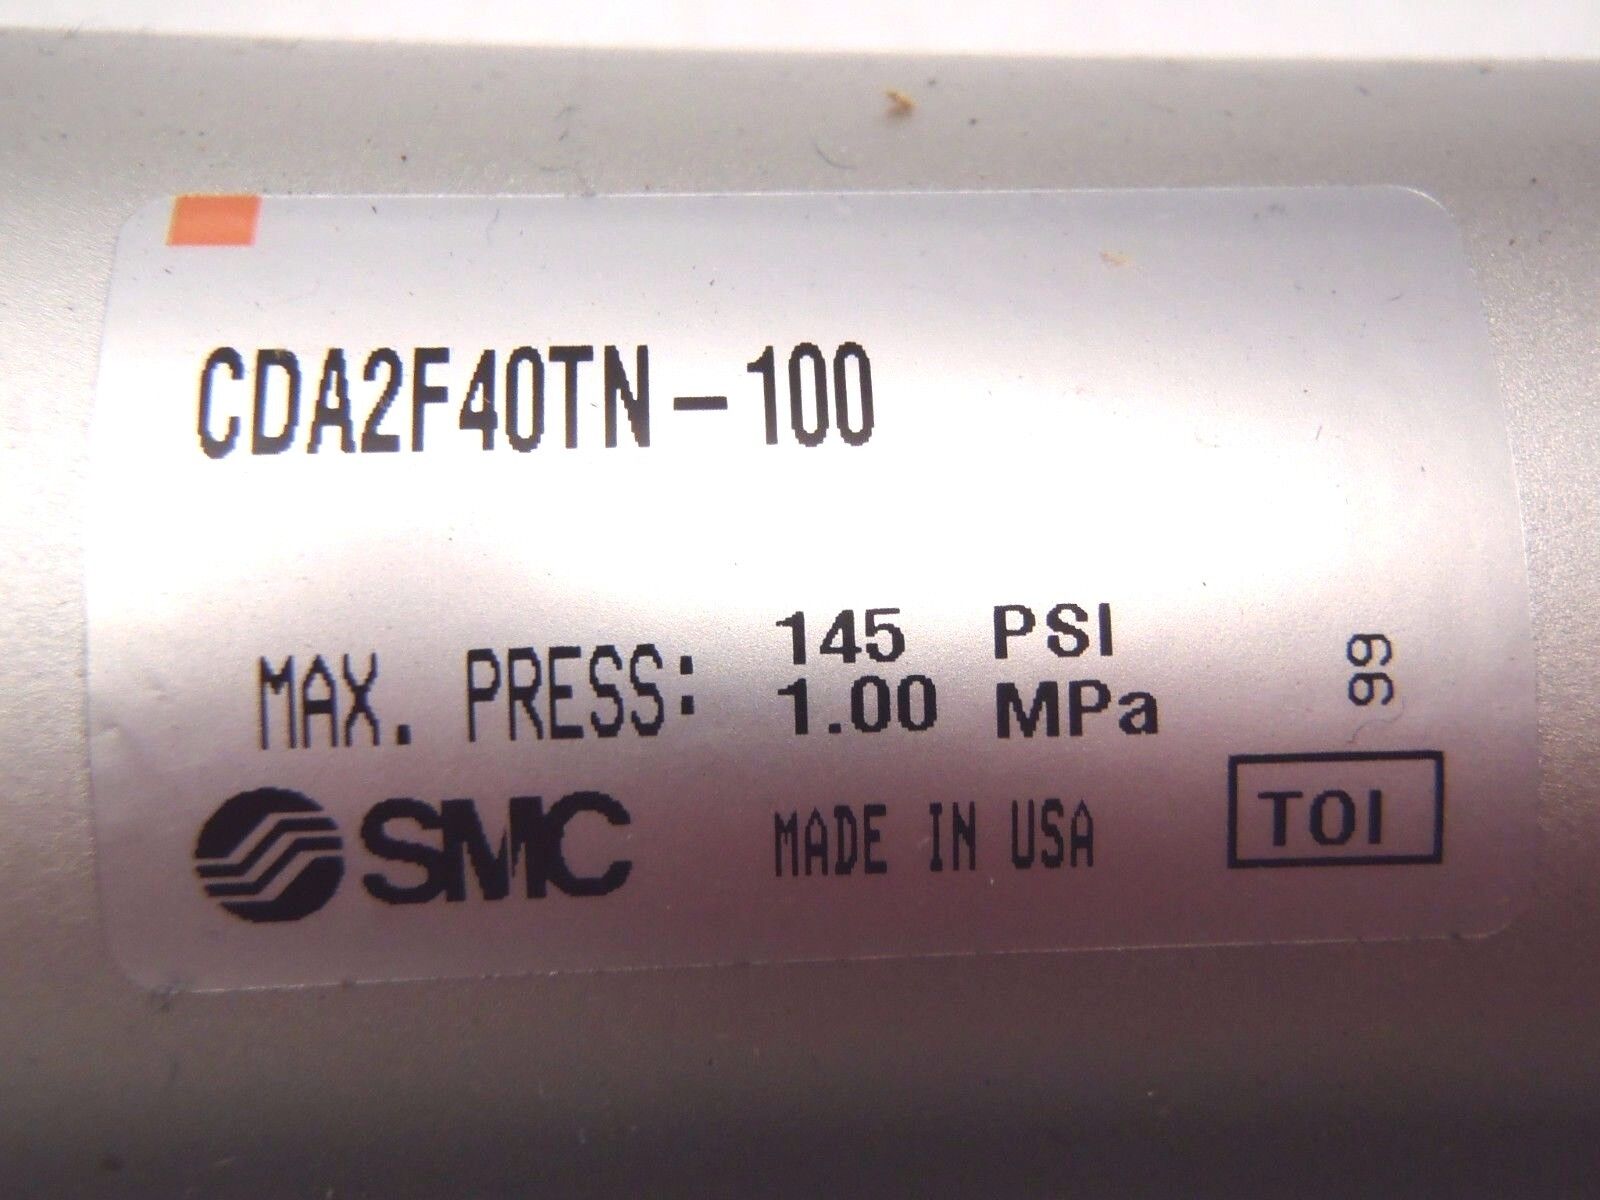 CDA2F40TN-100
MAX. PRESS: 145 PSI
1.00 MPa
99
SMC MADE IN USA TOI